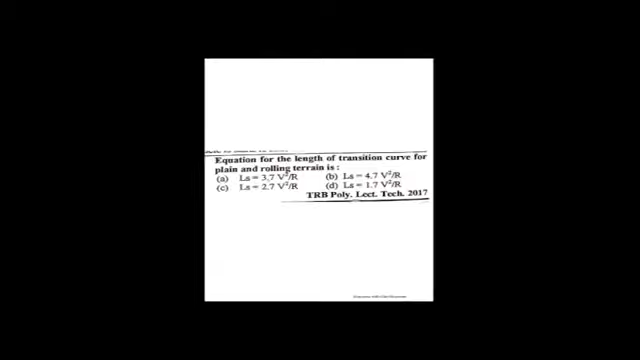 Equation for the length of transition curve for
plain and rolling terrain is :
(a) Ls = 3.7 V²/R (b) Ls = 4.7 V²/R
(c) Ls = 2.7 V²/R (d) Ls = 1.7 V²/R
TRB Poly. Lect. Tech. 2017